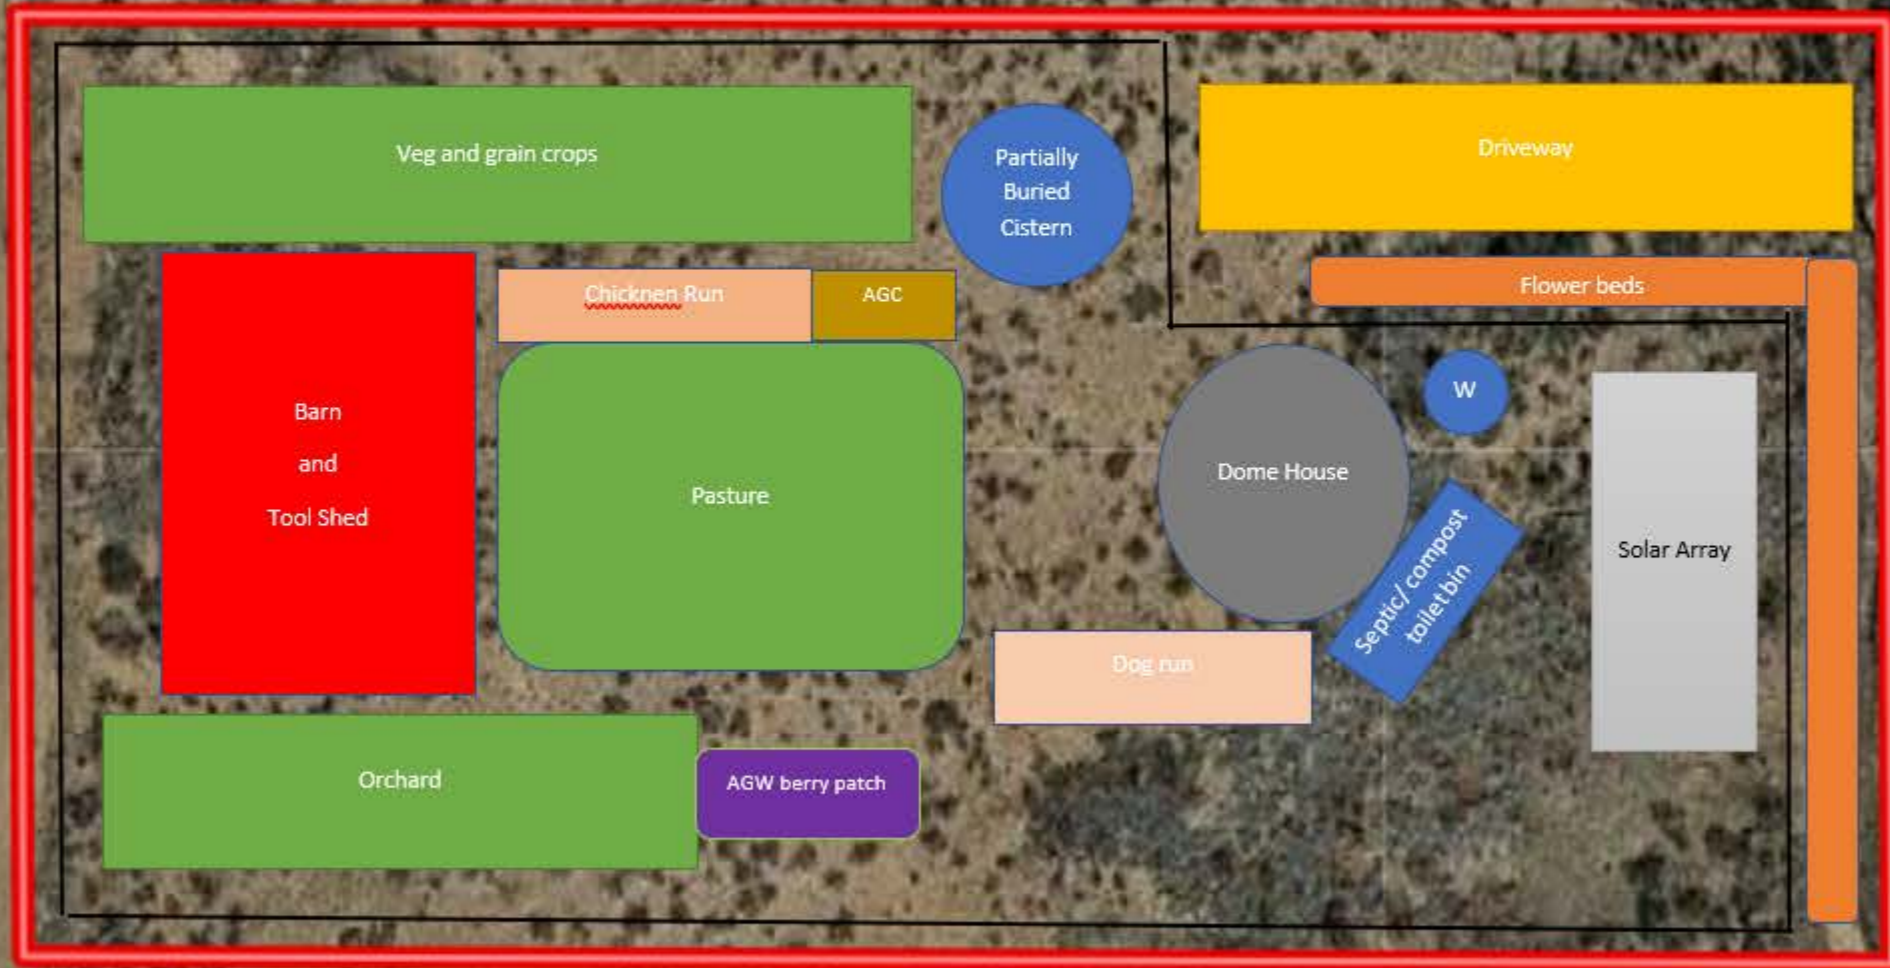 Veg and grain crops
Partially
Buried
Cistern
Driveway
Flower beds
Chicknen Run
AGC
Barn
and
Tool Shed
Pasture
Dome House
W
Septic/ compost
toilet bin
Solar Array
Dog run
Orchard
AGW berry patch